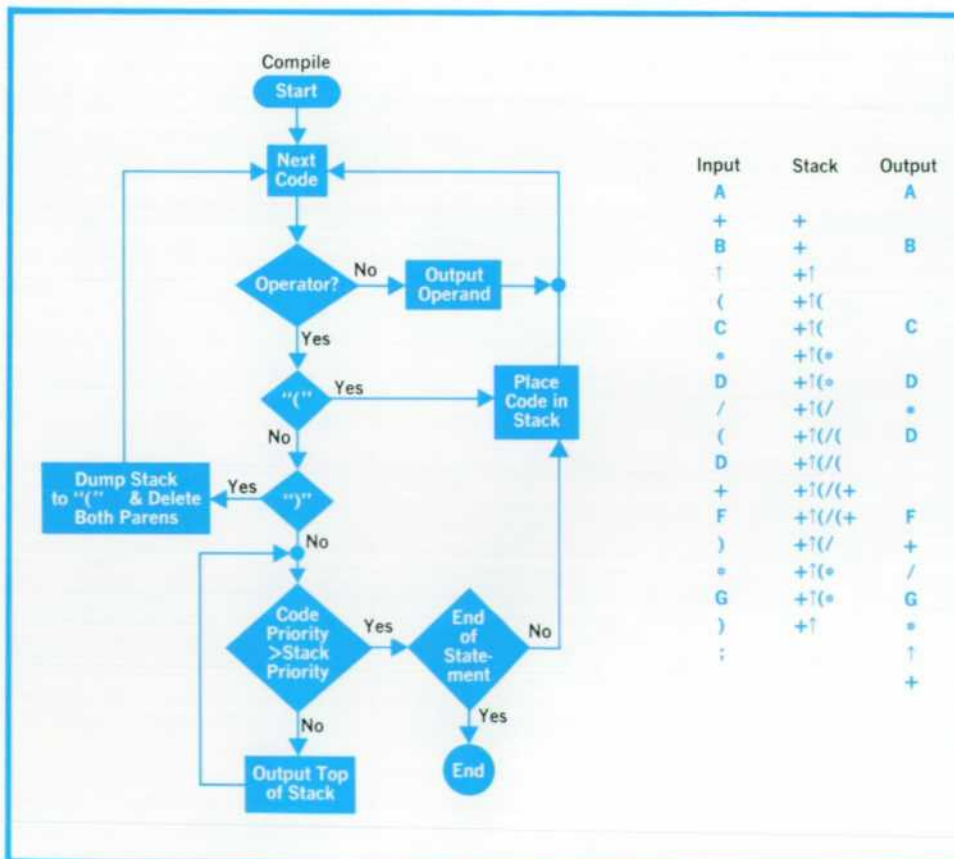 Compile
Start
Next
Code
Operator?
No
Output
Operand
Yes
“(”
Yes
Place
Code in
Stack
No
“)”
Yes
Dump Stack
to “(” & Delete
Both Parens
No
Code
Priority
>Stack
Priority
Yes
End
of
State-
ment
No
Yes
End
No
Output Top
of Stack
Input Stack Output
A A
+ +
B + B
↑ +↑
( +↑(
C +↑( C
* +↑(*
D +↑(* D
/ +↑(/ *
( +↑(/( D
D +↑(/(
+ +↑(/(+
F +↑(/(+ F
) +↑(/ +
* +↑(* /
G +↑(* G
) +↑ *
; ↑
+